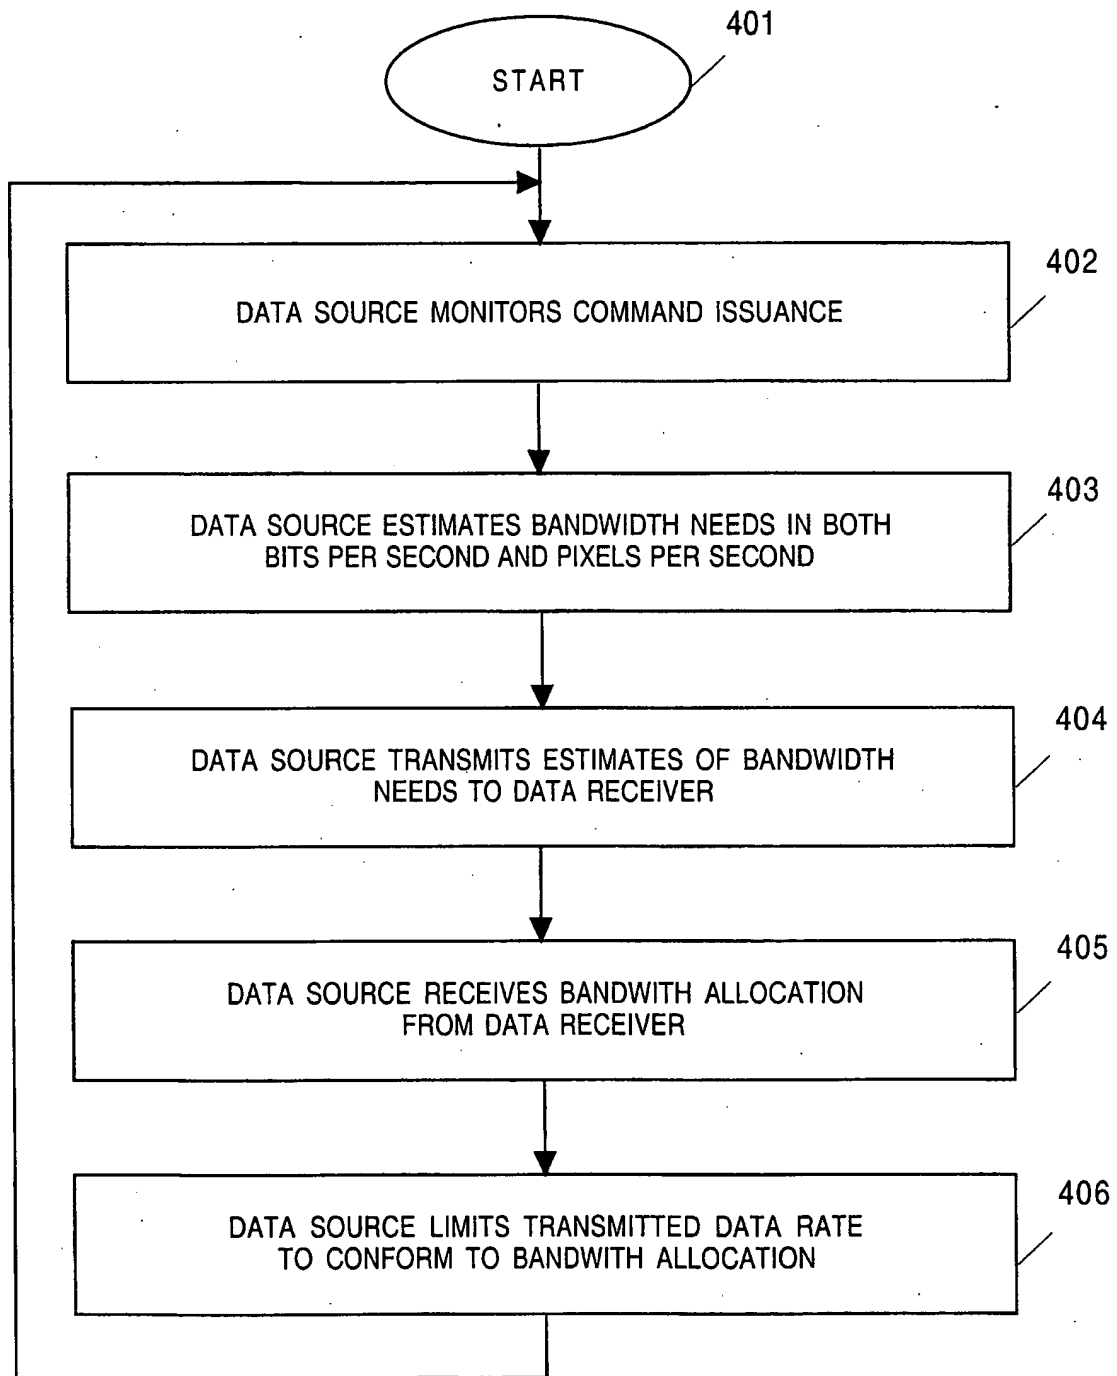 401
START
402
DATA SOURCE MONITORS COMMAND ISSUANCE
403
DATA SOURCE ESTIMATES BANDWIDTH NEEDS IN BOTH
BITS PER SECOND AND PIXELS PER SECOND
404
DATA SOURCE TRANSMITS ESTIMATES OF BANDWIDTH
NEEDS TO DATA RECEIVER
405
DATA SOURCE RECEIVES BANDWITH ALLOCATION
FROM DATA RECEIVER
406
DATA SOURCE LIMITS TRANSMITTED DATA RATE
TO CONFORM TO BANDWITH ALLOCATION